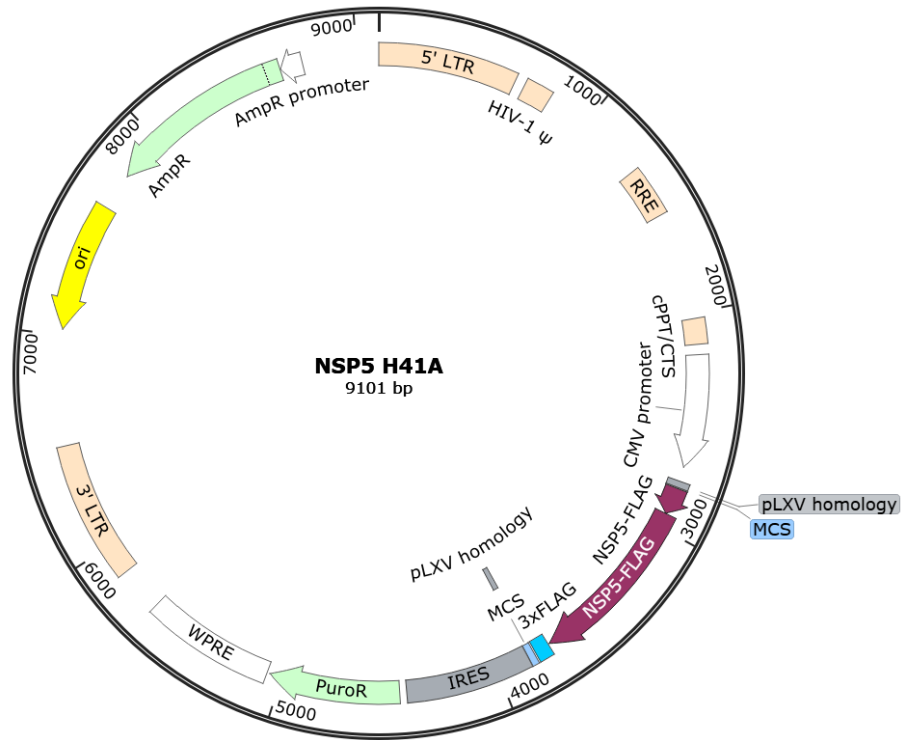 9000
5' LTR
1000
AmpR promoter
HIV-1 ψ
8000
AmpR
RRE
ori
2000
cPPT/CTS
7000
NSP5 H41A
9101 bp
CMV promoter
NSP5-FLAG
pLXV homology
3000
MCS
NSP5-FLAG
pLXV homology
3' LTR
MCS
3xFLAG
6000
WPRE
IRES
4000
PuroR
5000